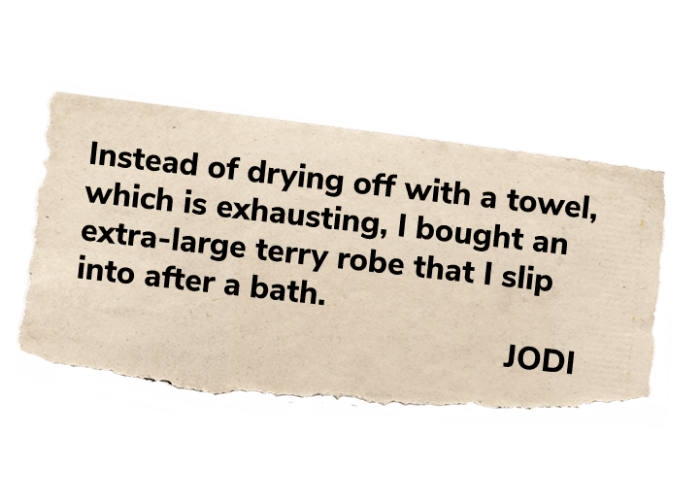 Instead of drying off with a towel,
which is exhausting, I bought an
extra-large terry robe that I slip
into after a bath.
JODI